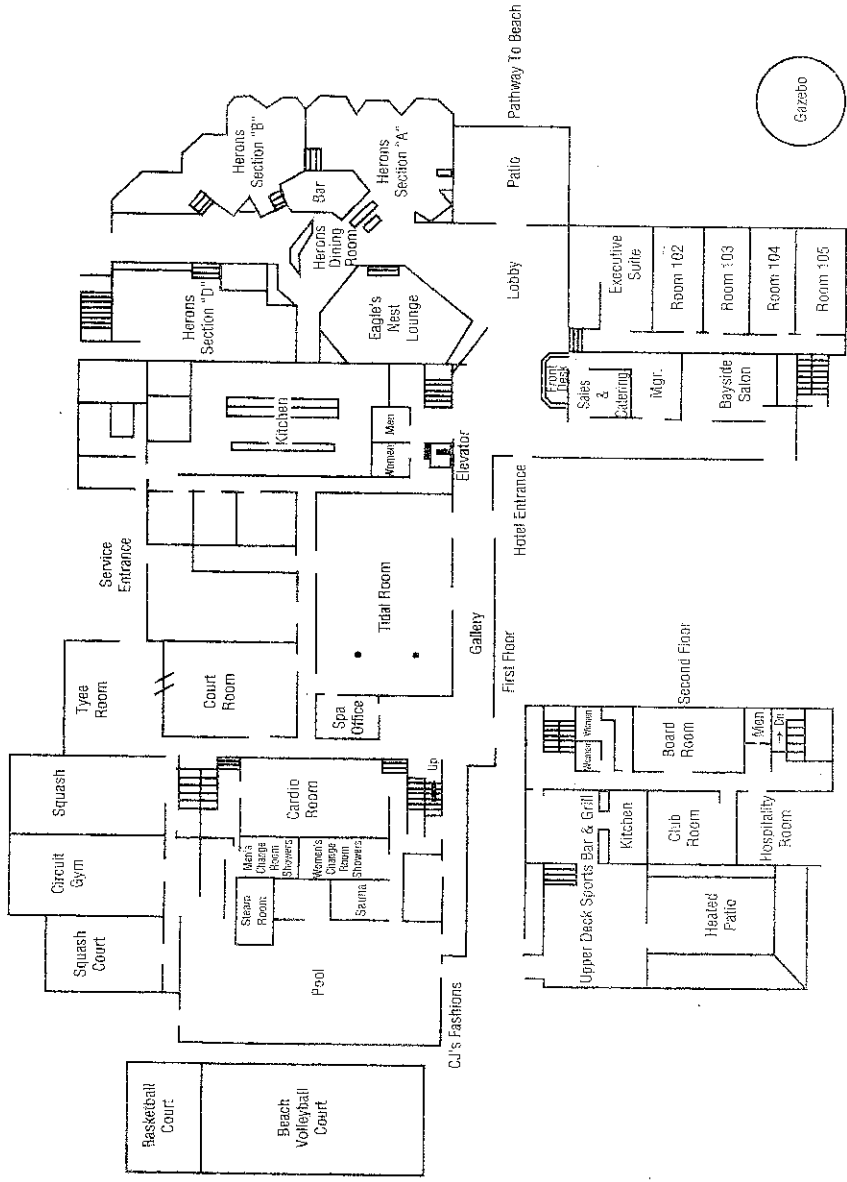 Basketball
Court
Beach
Volleyball
Court
Squash
Court
Circuit
Gym
Squash
Tyee
Room
Service
Entrance
Pool
Steam
Room
Men's
Change
Room
Showers
Women's
Change
Room
Showers
Sauna
Cardio
Room
Up
CJ's Fashions
Court
Room
Spa
Office
Tidal Room
Gallery
First Floor
Hotel Entrance
Kitchen
Women
Men
Elevator
Herons
Section "D"
Herons
Dining
Room
Eagle's
Nest
Lounge
Bar
Herons
Section "B"
Herons
Section "A"
Lobby
Patio
Pathway To Beach
Gazebo
Front
Desk
Sales
&
Catering
Mgr.
Bayside
Salon
Executive
Suite
Room 102
Room 103
Room 104
Room 105
Second Floor
Upper Deck Sports Bar & Grill
Kitchen
Club
Room
Hospitality
Room
Heated
Patio
Women
Women
Board
Room
Men
→ Dn